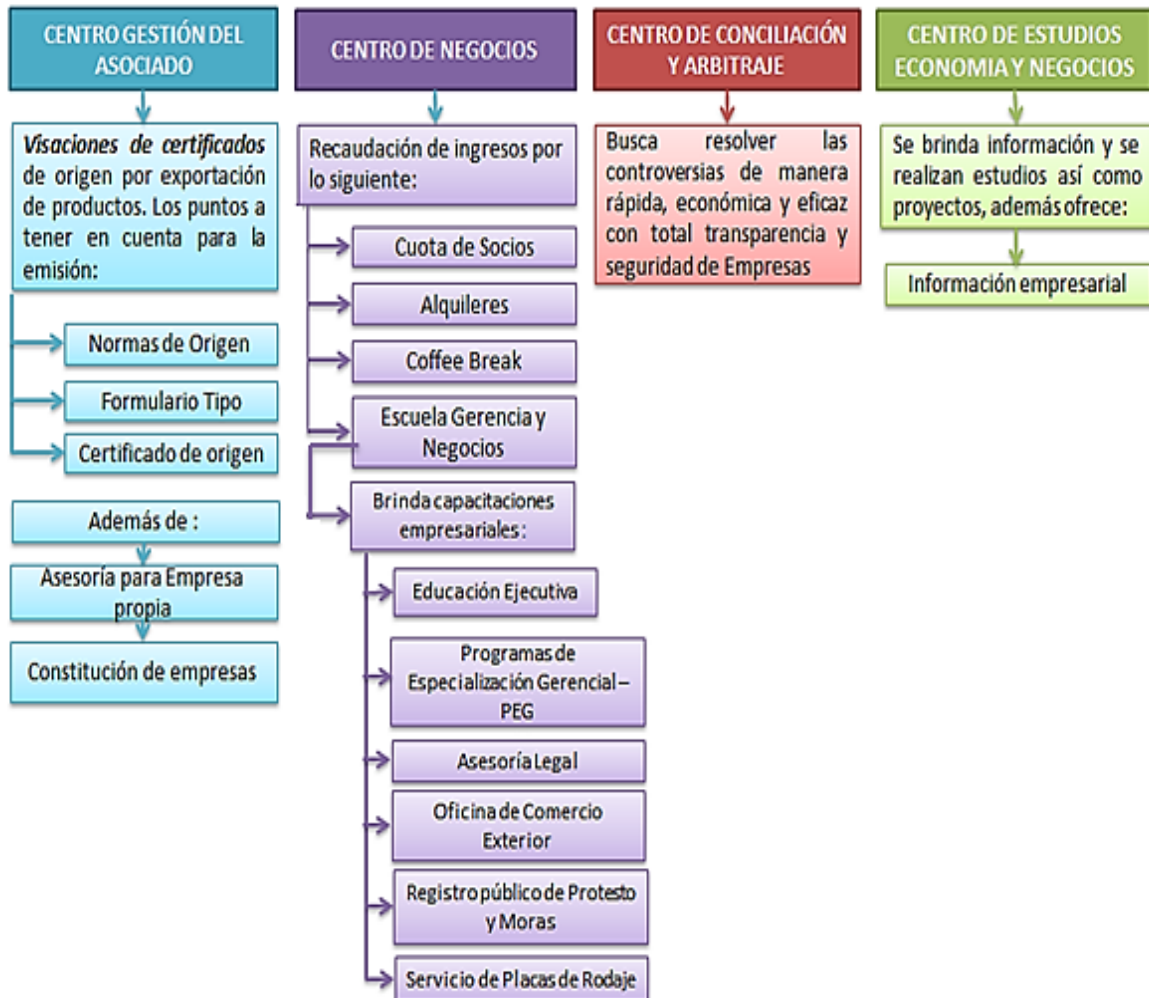 CENTRO GESTIÓN DEL
ASOCIADO
Visaciones de certificados
de origen por exportación
de productos. Los puntos a
tener en cuenta para la
emisión:
Normas de Origen
Formulario Tipo
Certificado de origen
Además de :
Asesoría para Empresa
propia
Constitución de empresas
CENTRO DE NEGOCIOS
Recaudación de ingresos por
lo siguiente:
Cuota de Socios
Alquileres
Coffee Break
Escuela Gerencia y
Negocios
Brinda capacitaciones
empresariales :
Educación Ejecutiva
Programas de
Especialización Gerencial –
PEG
Asesoría Legal
Oficina de Comercio
Exterior
Registro público de Protesto
y Moras
Servicio de Placas de Rodaje
CENTRO DE CONCILIACIÓN
Y ARBITRAJE
Busca resolver las
controversias de manera
rápida, económica y eficaz
con total transparencia y
seguridad de Empresas
CENTRO DE ESTUDIOS
ECONOMIA Y NEGOCIOS
Se brinda información y se
realizan estudios así como
proyectos, además ofrece:
Información empresarial